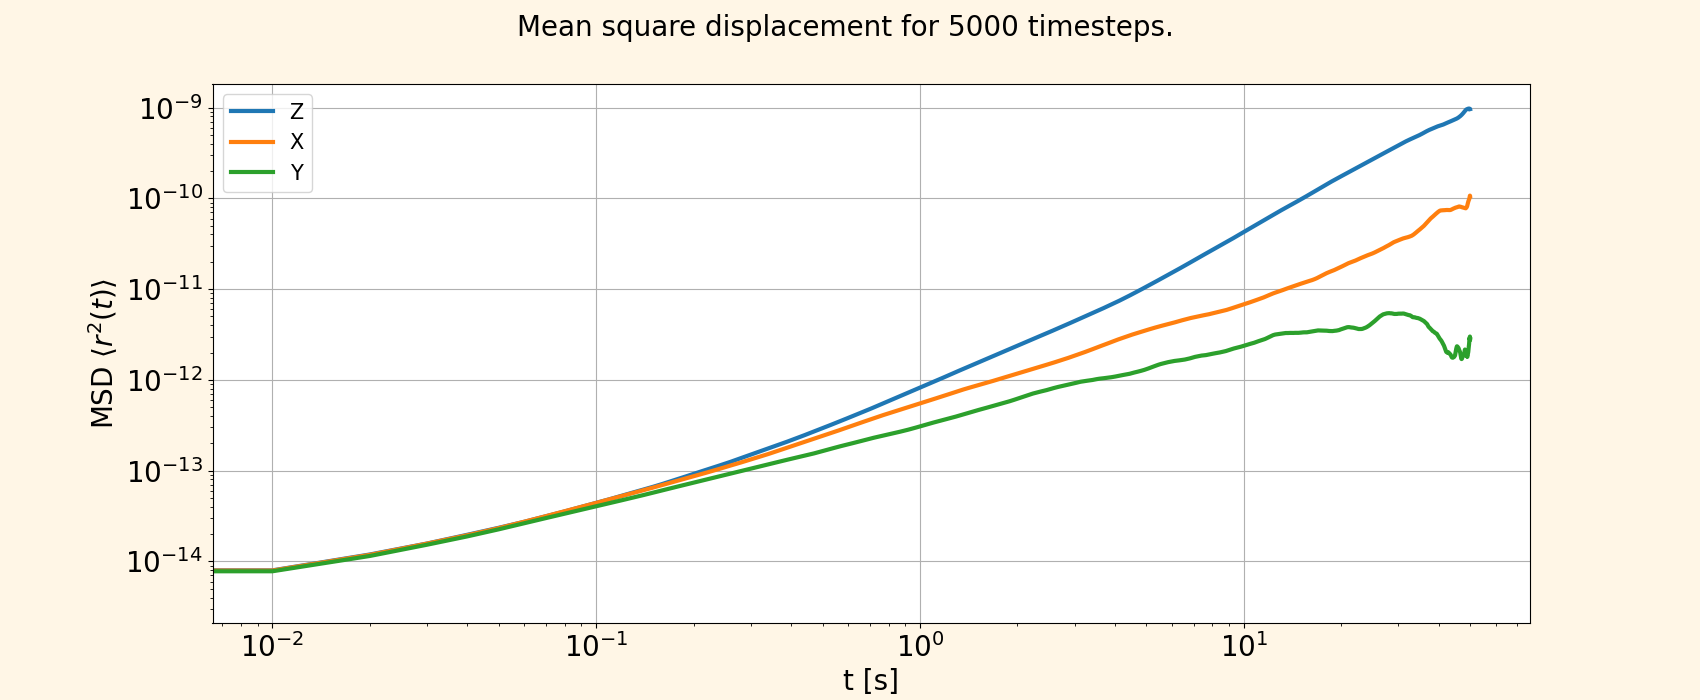 Mean square displacement for 5000 timesteps.
Z
X
Y
10⁻⁹
10⁻¹⁰
10⁻¹¹
10⁻¹²
10⁻¹³
10⁻¹⁴
MSD ⟨r²(t)⟩
10⁻² 10⁻¹ 10⁰ 10¹
t [s]